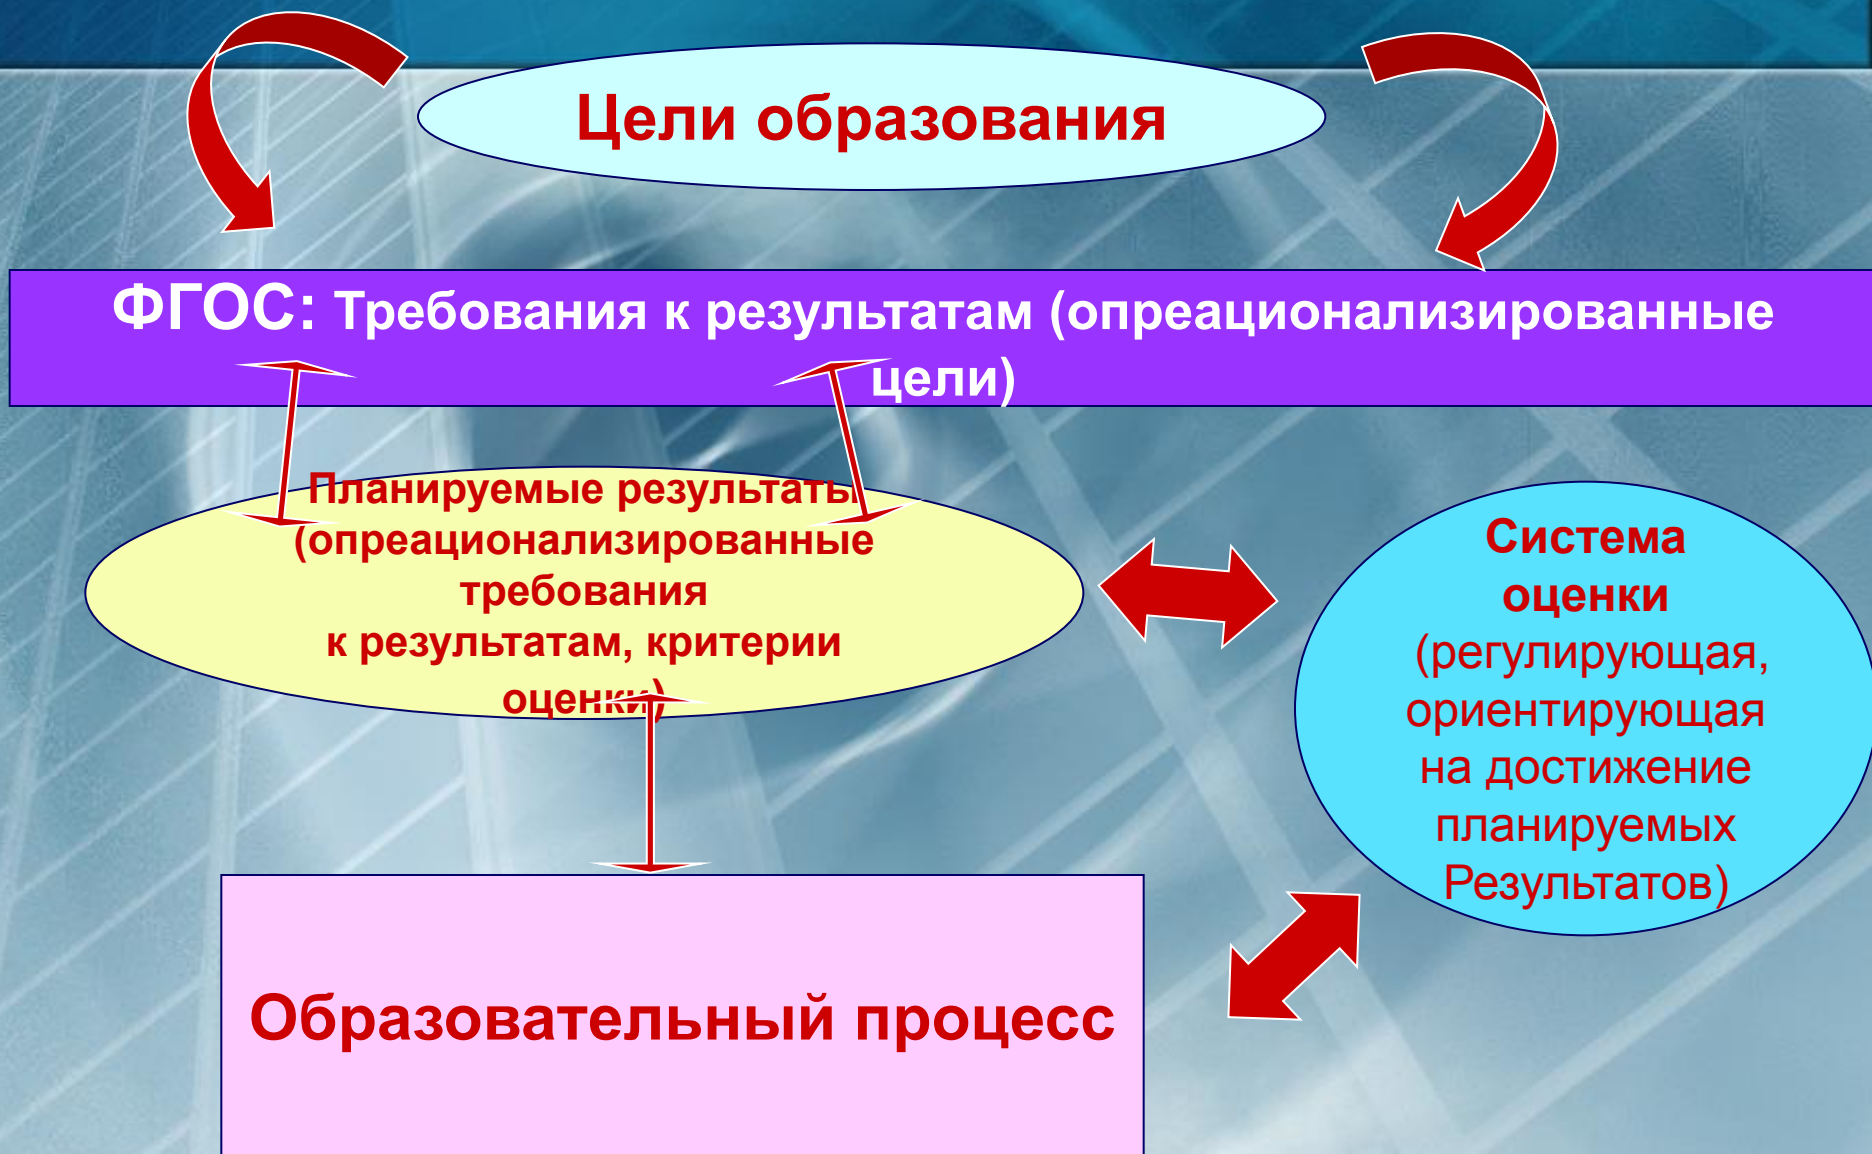 Цели образования
ФГОС: Требования к результатам (опреационализированные
цели)
Планируемые результаты
(опреационализированные
требования
к результатам, критерии
оценки)
Система
оценки
(регулирующая,
ориентирующая
на достижение
планируемых
Результатов)
Образовательный процесс